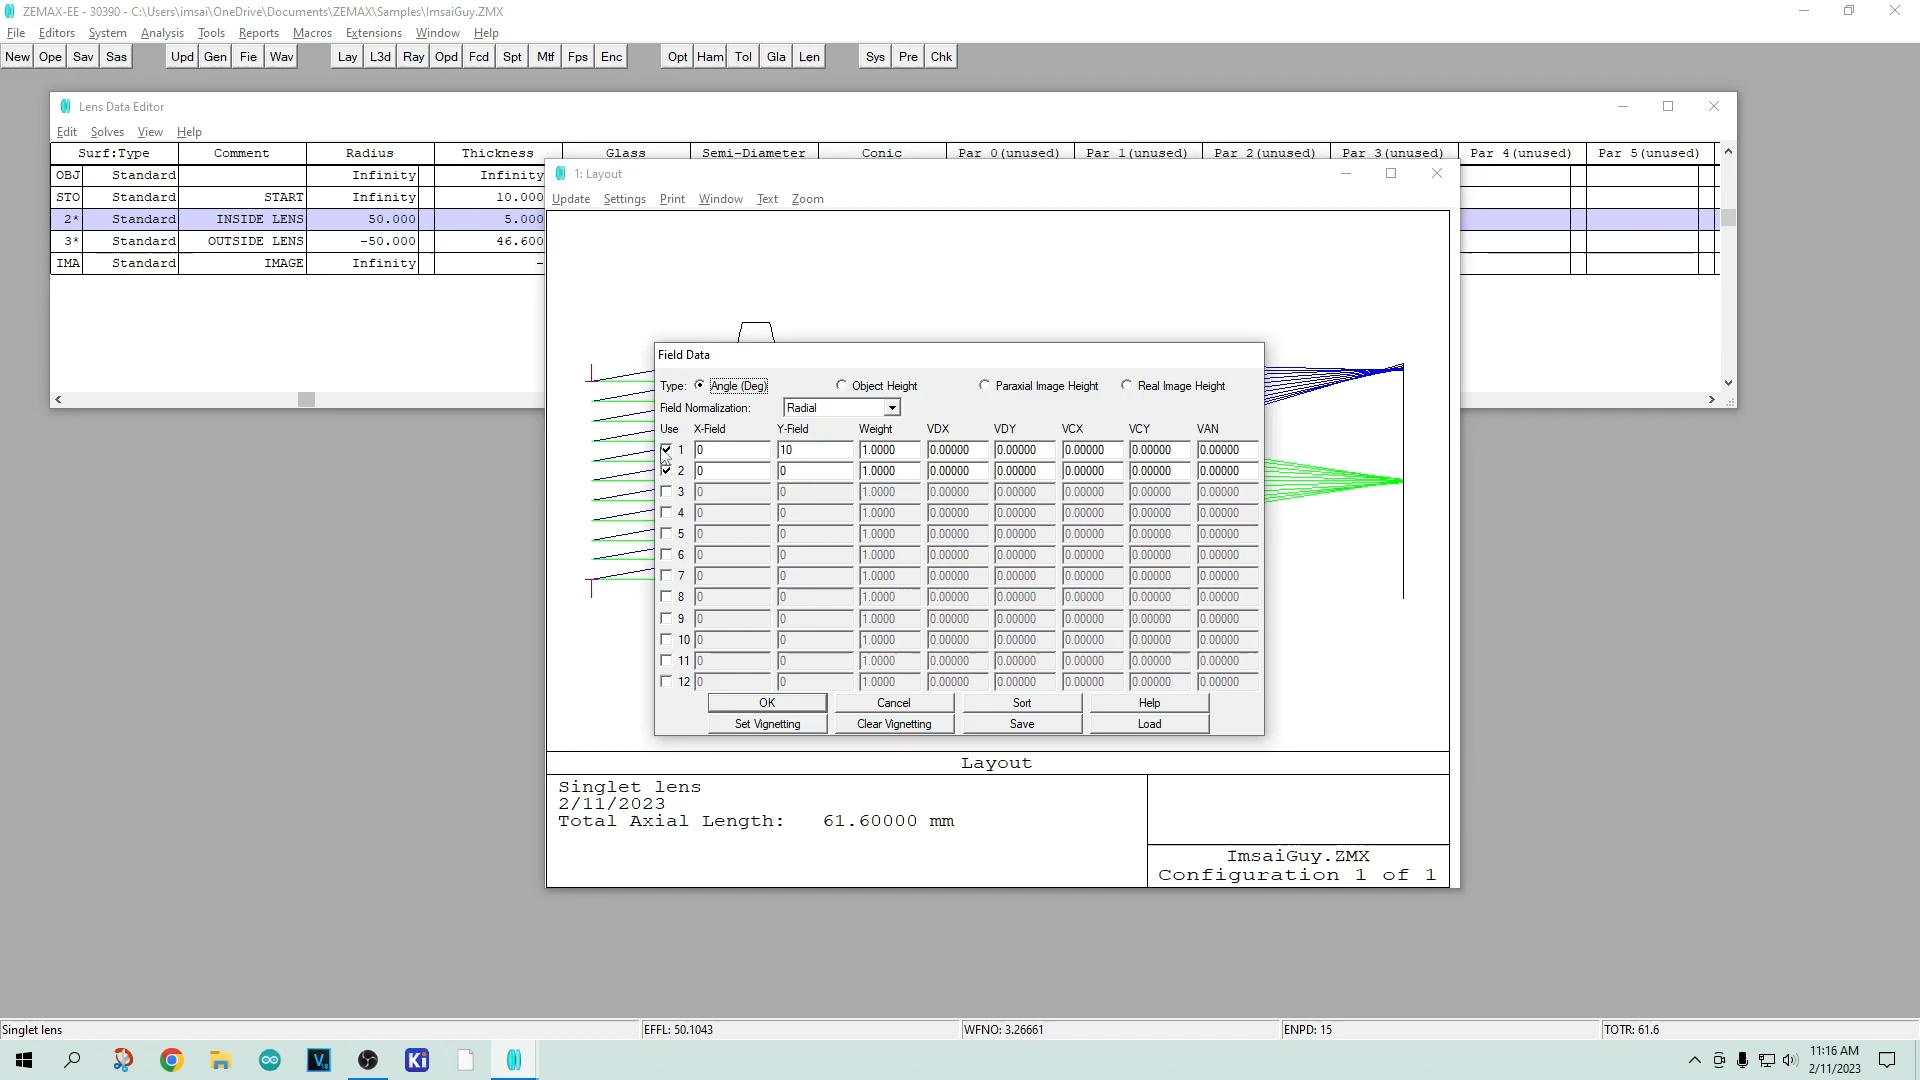 ZEMAX-EE - 30390 - C:\Users\imsai\OneDrive\Documents\ZEMAX\Samples\ImsaiGuy.ZMX
File Editors System Analysis Tools Reports Macros Extensions Window Help
New Ope Sav Sas Upd Gen Fie Wav Lay L3d Ray Opd Fcd Spt Mtf Fps Enc Opt Ham Tol Gla Len Sys Pre Chk
Lens Data Editor
Edit Solves View Help
Surf:Type Comment Radius Thickness Glass Semi-Diameter Conic Par 0(unused) Par 1(unused) Par 2(unused) Par 3(unused) Par 4(unused) Par 5(unused)
OBJ Standard Infinity Infinity
STO Standard START Infinity 10.000
2* Standard INSIDE LENS 50.000 5.000
3* Standard OUTSIDE LENS -50.000 46.600
IMA Standard IMAGE Infinity -
1: Layout
Update Settings Print Window Text Zoom
Field Data
Type: Angle (Deg) Object Height Paraxial Image Height Real Image Height
Field Normalization: Radial
Use X-Field Y-Field Weight VDX VDY VCX VCY VAN
1 0 10 1.0000 0.00000 0.00000 0.00000 0.00000 0.00000
2 0 0 1.0000 0.00000 0.00000 0.00000 0.00000 0.00000
3 0 0 1.0000 0.00000 0.00000 0.00000 0.00000 0.00000
4 0 0 1.0000 0.00000 0.00000 0.00000 0.00000 0.00000
5 0 0 1.0000 0.00000 0.00000 0.00000 0.00000 0.00000
6 0 0 1.0000 0.00000 0.00000 0.00000 0.00000 0.00000
7 0 0 1.0000 0.00000 0.00000 0.00000 0.00000 0.00000
8 0 0 1.0000 0.00000 0.00000 0.00000 0.00000 0.00000
9 0 0 1.0000 0.00000 0.00000 0.00000 0.00000 0.00000
10 0 0 1.0000 0.00000 0.00000 0.00000 0.00000 0.00000
11 0 0 1.0000 0.00000 0.00000 0.00000 0.00000 0.00000
12 0 0 1.0000 0.00000 0.00000 0.00000 0.00000 0.00000
OK Cancel Sort Help
Set Vignetting Clear Vignetting Save Load
Layout
Singlet lens
2/11/2023
Total Axial Length: 61.60000 mm
ImsaiGuy.ZMX
Configuration 1 of 1
Singlet lens EFFL: 50.1043 WFNO: 3.26661 ENPD: 15 TOTR: 61.6
Ki
11:16 AM
2/11/2023